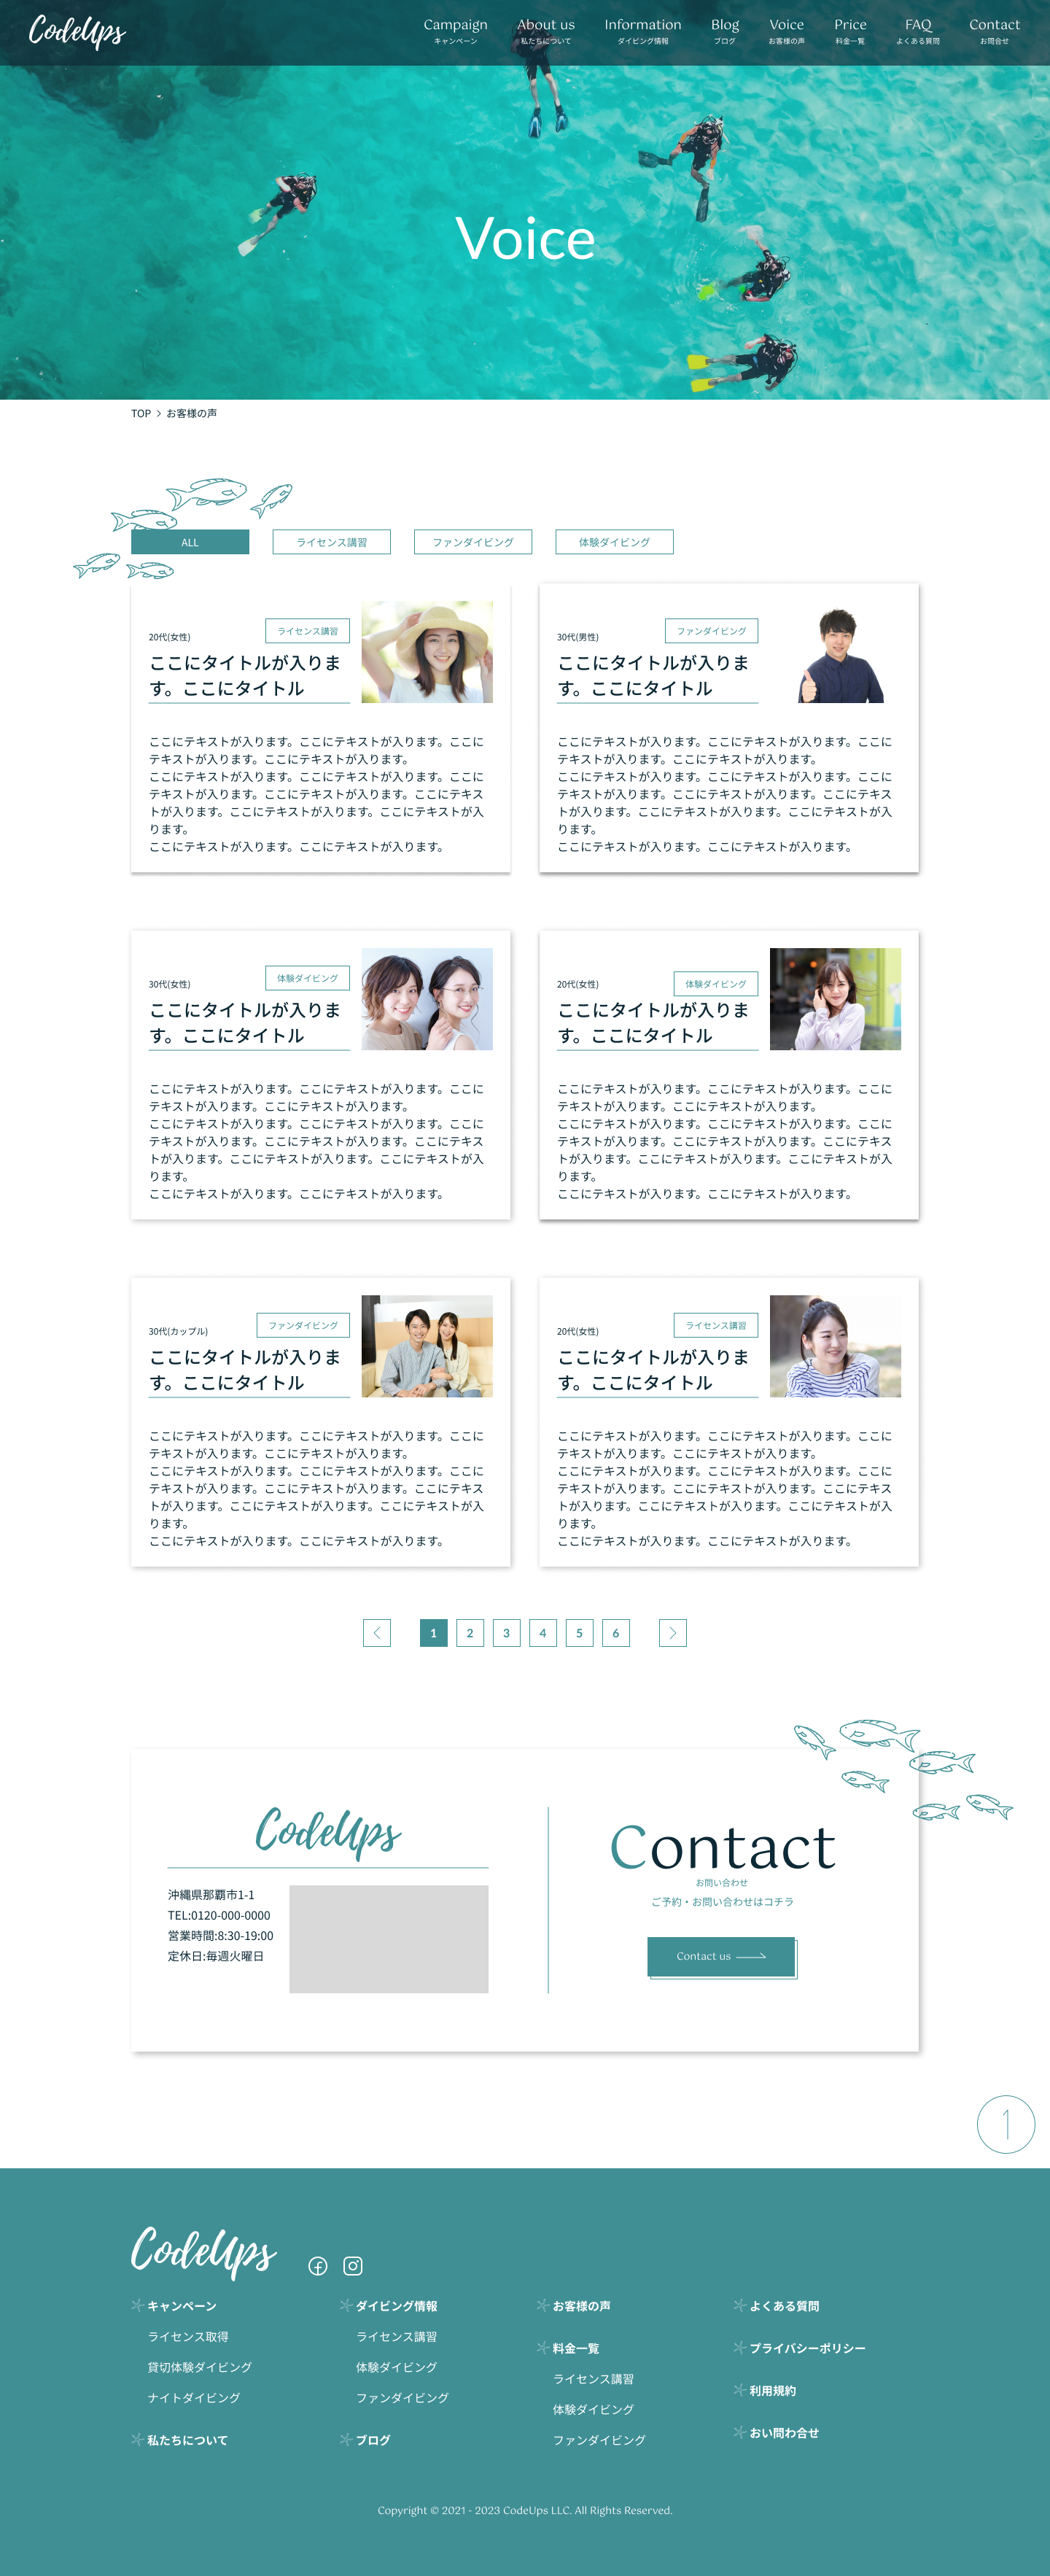 CodeUps
Campaign
キャンペーン
About us
私たちについて
Information
ダイビング情報
Blog
ブログ
Voice
お客様の声
Price
料金一覧
FAQ
よくある質問
Contact
お問合せ
Voice
TOP > お客様の声
ALL
ライセンス講習
ファンダイビング
体験ダイビング
20代(女性)
ライセンス講習
ここにタイトルが入りま
す。ここにタイトル
ここにテキストが入ります。ここにテキストが入ります。ここに
テキストが入ります。ここにテキストが入ります。
ここにテキストが入ります。ここにテキストが入ります。ここに
テキストが入ります。ここにテキストが入ります。ここにテキス
トが入ります。ここにテキストが入ります。ここにテキストが入
ります。
ここにテキストが入ります。ここにテキストが入ります。
30代(男性)
ファンダイビング
ここにタイトルが入りま
す。ここにタイトル
ここにテキストが入ります。ここにテキストが入ります。ここに
テキストが入ります。ここにテキストが入ります。
ここにテキストが入ります。ここにテキストが入ります。ここに
テキストが入ります。ここにテキストが入ります。ここにテキス
トが入ります。ここにテキストが入ります。ここにテキストが入
ります。
ここにテキストが入ります。ここにテキストが入ります。
30代(女性)
体験ダイビング
ここにタイトルが入りま
す。ここにタイトル
ここにテキストが入ります。ここにテキストが入ります。ここに
テキストが入ります。ここにテキストが入ります。
ここにテキストが入ります。ここにテキストが入ります。ここに
テキストが入ります。ここにテキストが入ります。ここにテキス
トが入ります。ここにテキストが入ります。ここにテキストが入
ります。
ここにテキストが入ります。ここにテキストが入ります。
20代(女性)
体験ダイビング
ここにタイトルが入りま
す。ここにタイトル
ここにテキストが入ります。ここにテキストが入ります。ここに
テキストが入ります。ここにテキストが入ります。
ここにテキストが入ります。ここにテキストが入ります。ここに
テキストが入ります。ここにテキストが入ります。ここにテキス
トが入ります。ここにテキストが入ります。ここにテキストが入
ります。
ここにテキストが入ります。ここにテキストが入ります。
30代(カップル)
ファンダイビング
ここにタイトルが入りま
す。ここにタイトル
ここにテキストが入ります。ここにテキストが入ります。ここに
テキストが入ります。ここにテキストが入ります。
ここにテキストが入ります。ここにテキストが入ります。ここに
テキストが入ります。ここにテキストが入ります。ここにテキス
トが入ります。ここにテキストが入ります。ここにテキストが入
ります。
ここにテキストが入ります。ここにテキストが入ります。
20代(女性)
ライセンス講習
ここにタイトルが入りま
す。ここにタイトル
ここにテキストが入ります。ここにテキストが入ります。ここに
テキストが入ります。ここにテキストが入ります。
ここにテキストが入ります。ここにテキストが入ります。ここに
テキストが入ります。ここにテキストが入ります。ここにテキス
トが入ります。ここにテキストが入ります。ここにテキストが入
ります。
ここにテキストが入ります。ここにテキストが入ります。
1 2 3 4 5 6
CodeUps
沖縄県那覇市1-1
TEL:0120-000-0000
営業時間:8:30-19:00
定休日:毎週火曜日
Contact
お問い合わせ
ご予約・お問い合わせはコチラ
Contact us
CodeUps
キャンペーン
ライセンス取得
貸切体験ダイビング
ナイトダイビング
私たちについて
ダイビング情報
ライセンス講習
体験ダイビング
ファンダイビング
ブログ
お客様の声
料金一覧
ライセンス講習
体験ダイビング
ファンダイビング
よくある質問
プライバシーポリシー
利用規約
おい問わ合せ
Copyright © 2021 - 2023 CodeUps LLC. All Rights Reserved.